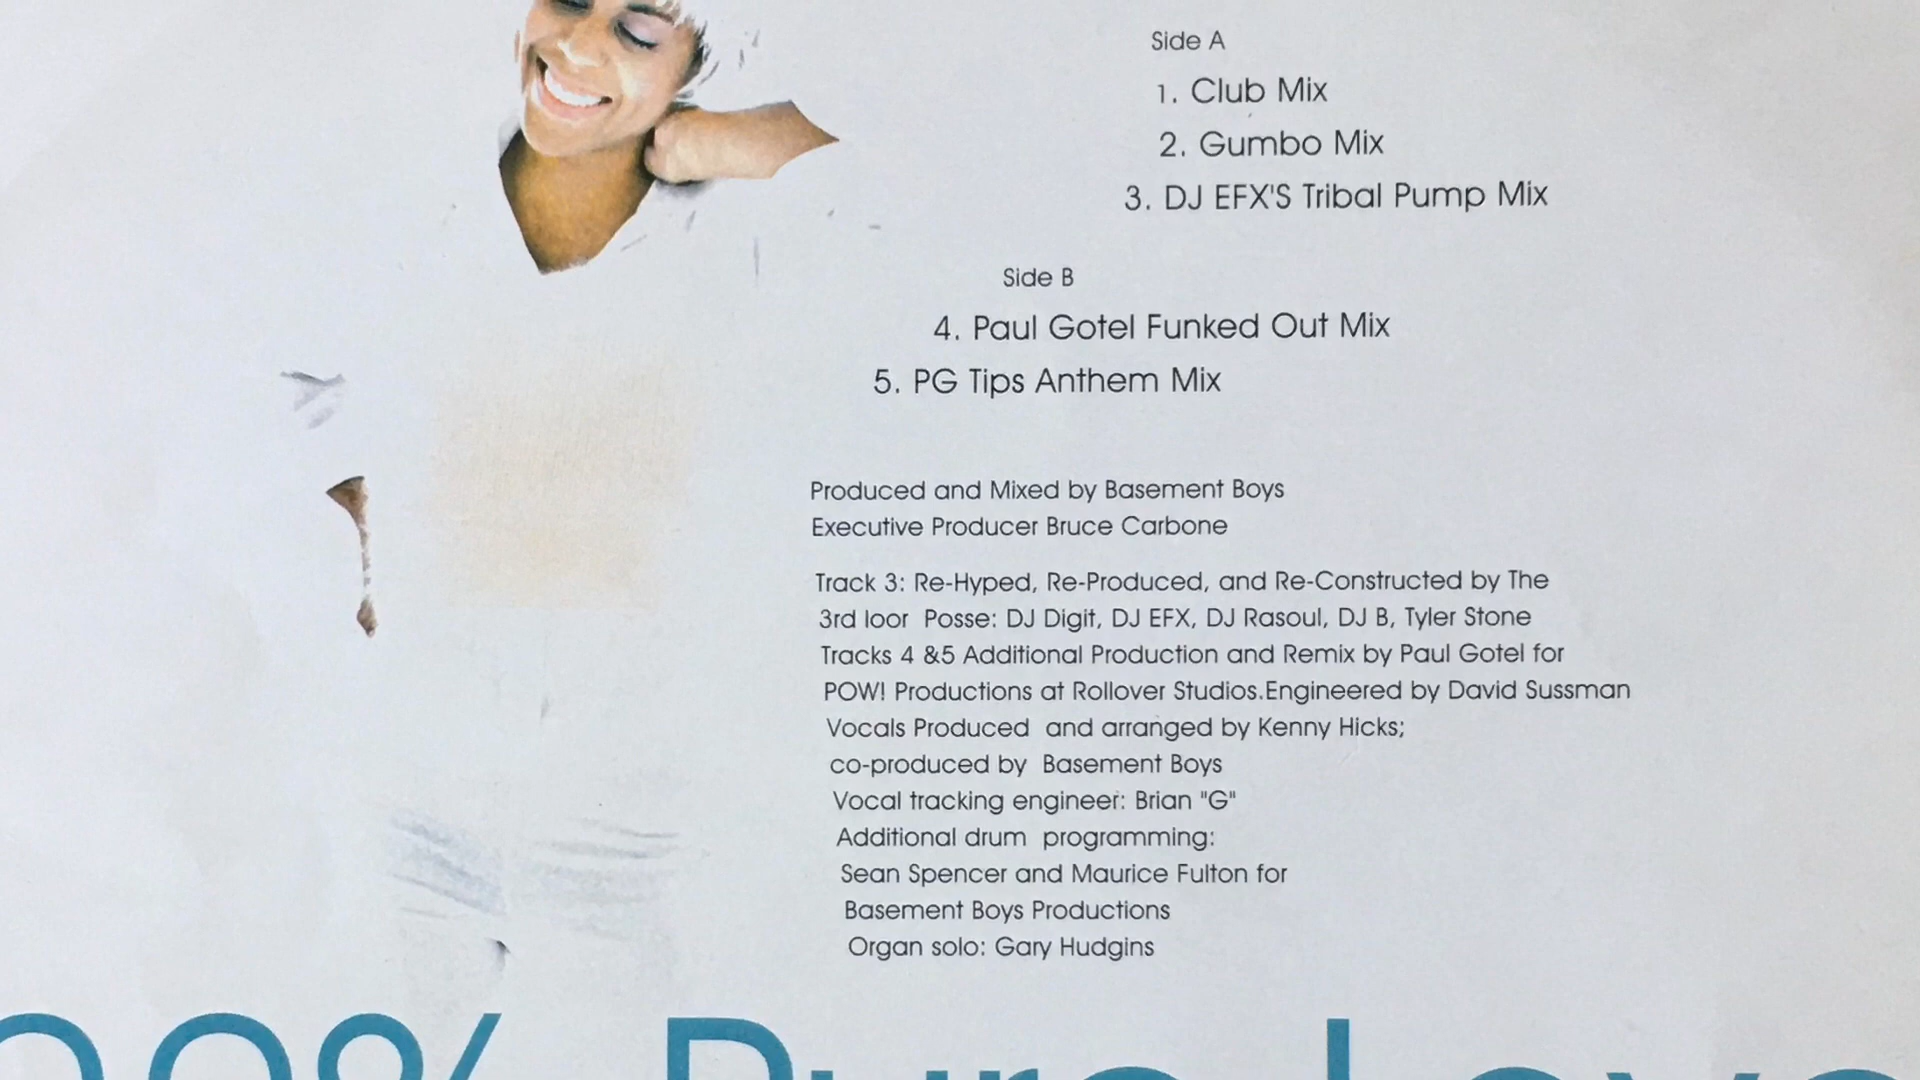 Side A
1. Club Mix
2. Gumbo Mix
3. DJ EFX'S Tribal Pump Mix
Side B
4. Paul Gotel Funked Out Mix
5. PG Tips Anthem Mix
Produced and Mixed by Basement Boys
Executive Producer Bruce Carbone
Track 3: Re-Hyped, Re-Produced, and Re-Constructed by The
3rd loor Posse: DJ Digit, DJ EFX, DJ Rasoul, DJ B, Tyler Stone
Tracks 4 &5 Additional Production and Remix by Paul Gotel for
POW! Productions at Rollover Studios.Engineered by David Sussman
Vocals Produced and arranged by Kenny Hicks;
co-produced by Basement Boys
Vocal tracking engineer: Brian "G"
Additional drum programming:
Sean Spencer and Maurice Fulton for
Basement Boys Productions
Organ solo: Gary Hudgins
00% Pure Love